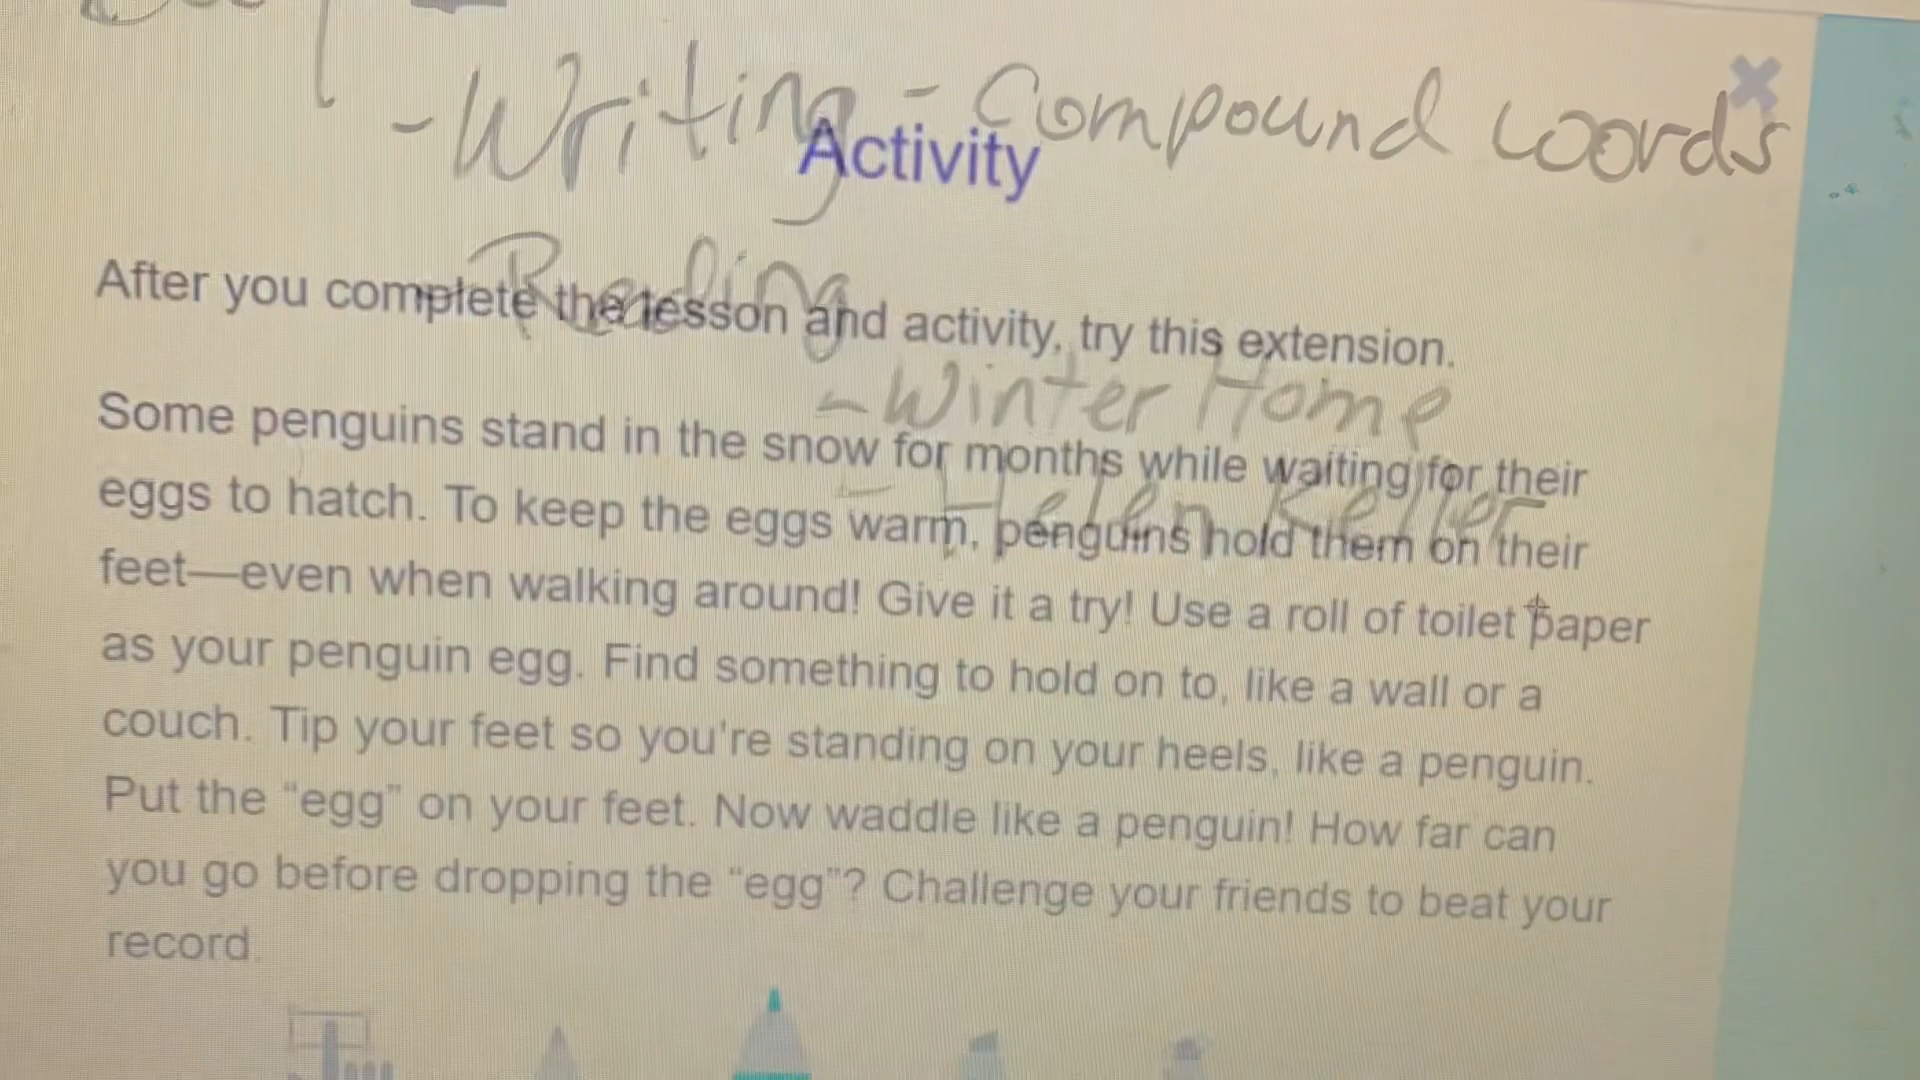 -Writing - Compound Words
Activity
Reading
After you complete the lesson and activity, try this extension.
-Winter Home
Some penguins stand in the snow for months while waiting for their
- Helen Keller
eggs to hatch. To keep the eggs warm, penguins hold them on their
feet—even when walking around! Give it a try! Use a roll of toilet paper
as your penguin egg. Find something to hold on to, like a wall or a
couch. Tip your feet so you're standing on your heels, like a penguin.
Put the “egg” on your feet. Now waddle like a penguin! How far can
you go before dropping the “egg”? Challenge your friends to beat your
record.